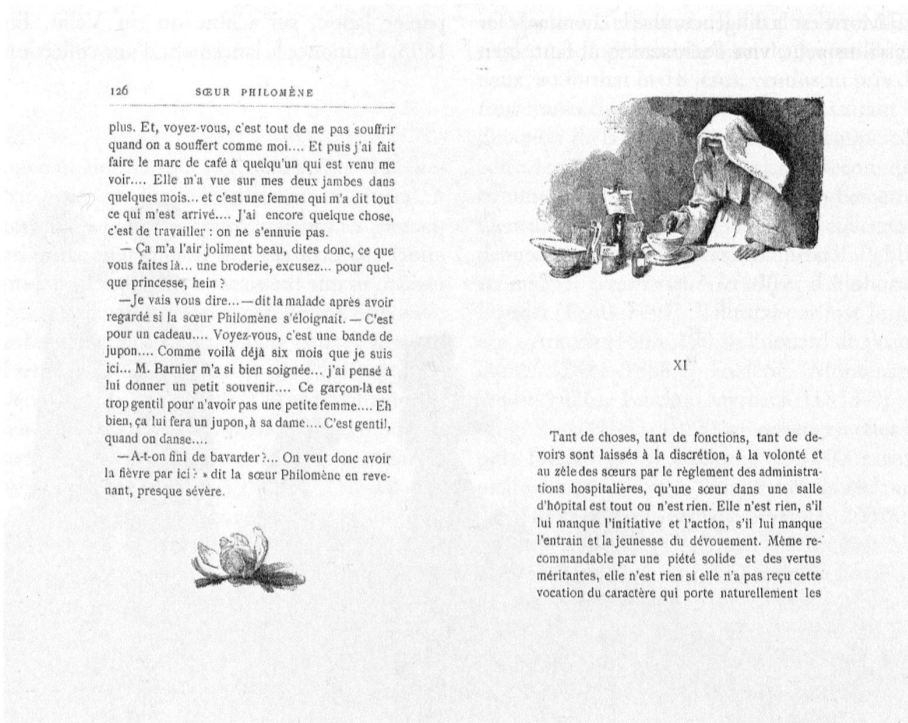 126 SŒUR PHILOMÈNE
plus. Et, voyez-vous, c'est tout de ne pas souffrir
quand on a souffert comme moi.... Et puis j'ai fait
faire le marc de café à quelqu'un qui est venu me
voir.... Elle m'a vue sur mes deux jambes dans
quelques mois... et c'est une femme qui m'a dit tout
ce qui m'est arrivé.... J'ai encore quelque chose,
c'est de travailler : on ne s'ennuie pas.
— Ça m'a l'air joliment beau, dites donc, ce que
vous faites là... une broderie, excusez... pour quel-
que princesse, hein ?
—Je vais vous dire... —dit la malade après avoir
regardé si la sœur Philomène s'éloignait. — C'est
pour un cadeau.... Voyez-vous, c'est une bande de
jupon.... Comme voilà déjà six mois que je suis
ici... M. Barnier m'a si bien soignée... j'ai pensé à
lui donner un petit souvenir.... Ce garçon-là est
trop gentil pour n'avoir pas une petite femme.... Eh
bien, ça lui fera un jupon, à sa dame.... C'est gentil,
quand on danse....
—A-t-on fini de bavarder?... On veut donc avoir
la fièvre par ici ? » dit la sœur Philomène en reve-
nant, presque sévère.
XI
Tant de choses, tant de fonctions, tant de de-
voirs sont laissés à la discrétion, à la volonté et
au zèle des sœurs par le règlement des administra-
tions hospitalières, qu'une sœur dans une salle
d'hôpital est tout ou n'est rien. Elle n'est rien, s'il
lui manque l'initiative et l'action, s'il lui manque
l'entrain et la jeunesse du dévouement. Même re-
commandable par une piété solide et des vertus
méritantes, elle n'est rien si elle n'a pas reçu cette
vocation du caractère qui porte naturellement les